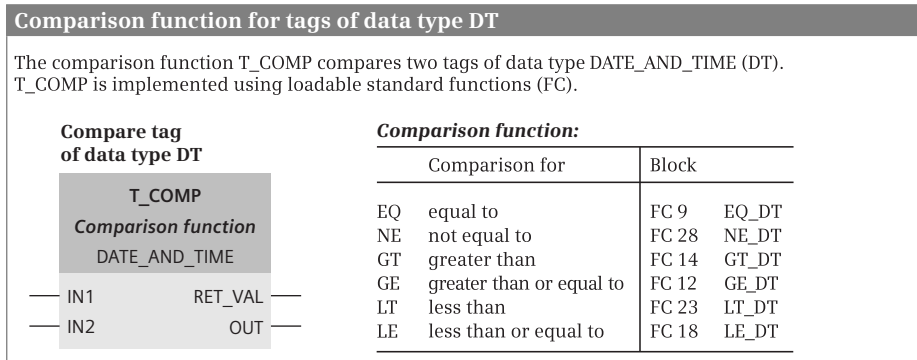 Comparison function for tags of data type DT
The comparison function T_COMP compares two tags of data type DATE_AND_TIME (DT).
T_COMP is implemented using loadable standard functions (FC).
Compare tag
of data type DT
T_COMP
Comparison function
DATE_AND_TIME
IN1 RET_VAL
IN2 OUT
Comparison function:
Comparison for Block
EQ equal to FC 9 EQ_DT
NE not equal to FC 28 NE_DT
GT greater than FC 14 GT_DT
GE greater than or equal to FC 12 GE_DT
LT less than FC 23 LT_DT
LE less than or equal to FC 18 LE_DT